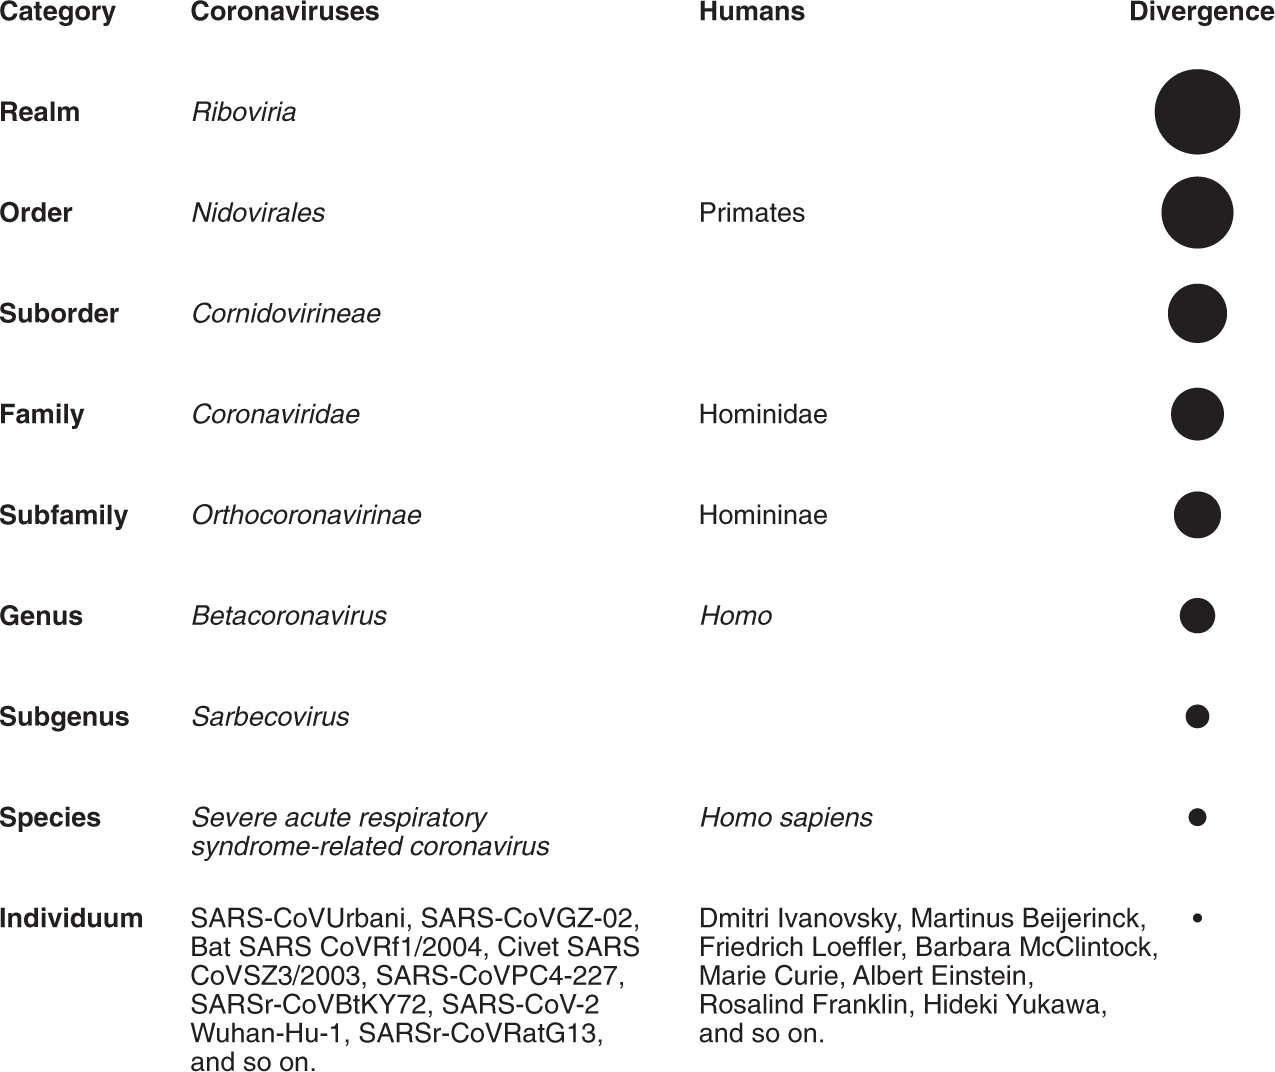 Category Coronaviruses Humans Divergence
Realm Riboviria
Order Nidovirales Primates
Suborder Cornidovirineae
Family Coronaviridae Hominidae
Subfamily Orthocoronavirinae Homininae
Genus Betacoronavirus Homo
Subgenus Sarbecovirus
Species Severe acute respiratory Homo sapiens
syndrome-related coronavirus
Individuum SARS-CoVUrbani, SARS-CoVGZ-02, Dmitri Ivanovsky, Martinus Beijerinck,
Bat SARS CoVRf1/2004, Civet SARS Friedrich Loeffler, Barbara McClintock,
CoVSZ3/2003, SARS-CoVPC4-227, Marie Curie, Albert Einstein,
SARSr-CoVBtKY72, SARS-CoV-2 Rosalind Franklin, Hideki Yukawa,
Wuhan-Hu-1, SARSr-CoVRatG13, and so on.
and so on.